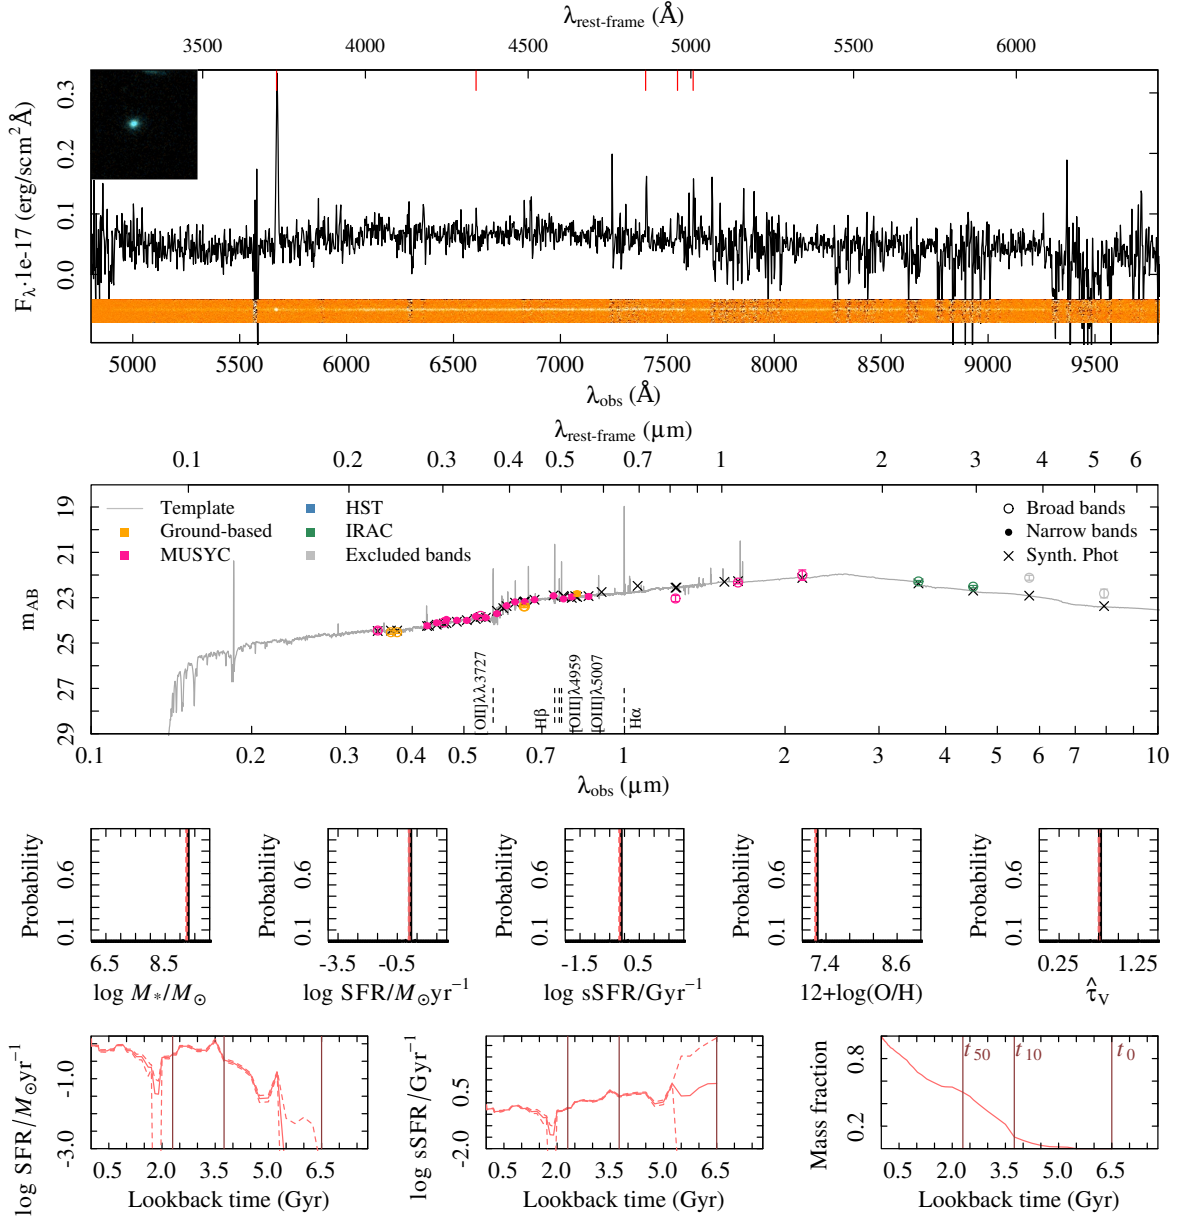 λrest-frame (Å)
3500 4000 4500 5000 5500 6000
Fλ·1e-17 (erg/scm²Å)
0.0 0.1 0.2 0.3
5000 5500 6000 6500 7000 7500 8000 8500 9000 9500
λobs (Å)
λrest-frame (μm)
0.1 0.2 0.3 0.4 0.5 0.7 1 2 3 4 5 6
mAB
19 21 23 25 27 29
Template
Ground-based
MUSYC
HST
IRAC
Excluded bands
Broad bands
Narrow bands
Synth. Phot
[OII]λλ3727
Hβ
[OIII]λ4959
[OIII]λ5007
Hα
0.1 0.2 0.3 0.4 0.5 0.7 1 2 3 4 5 6 7 10
λobs (μm)
Probability
0.1 0.6
6.5 8.5
log M*/M⊙
Probability
0.1 0.6
-3.5 -0.5
log SFR/M⊙yr⁻¹
Probability
0.1 0.6
-1.5 0.5
log sSFR/Gyr⁻¹
Probability
0.1 0.6
7.4 8.6
12+log(O/H)
Probability
0.1 0.6
0.25 1.25
τ̂V
log SFR/M⊙yr⁻¹
-3.0 -1.0
0.5 2.0 3.5 5.0 6.5
Lookback time (Gyr)
log sSFR/Gyr⁻¹
-2.0 0.5
0.5 2.0 3.5 5.0 6.5
Lookback time (Gyr)
Mass fraction
0.2 0.8
t50 t10 t0
0.5 2.0 3.5 5.0 6.5
Lookback time (Gyr)